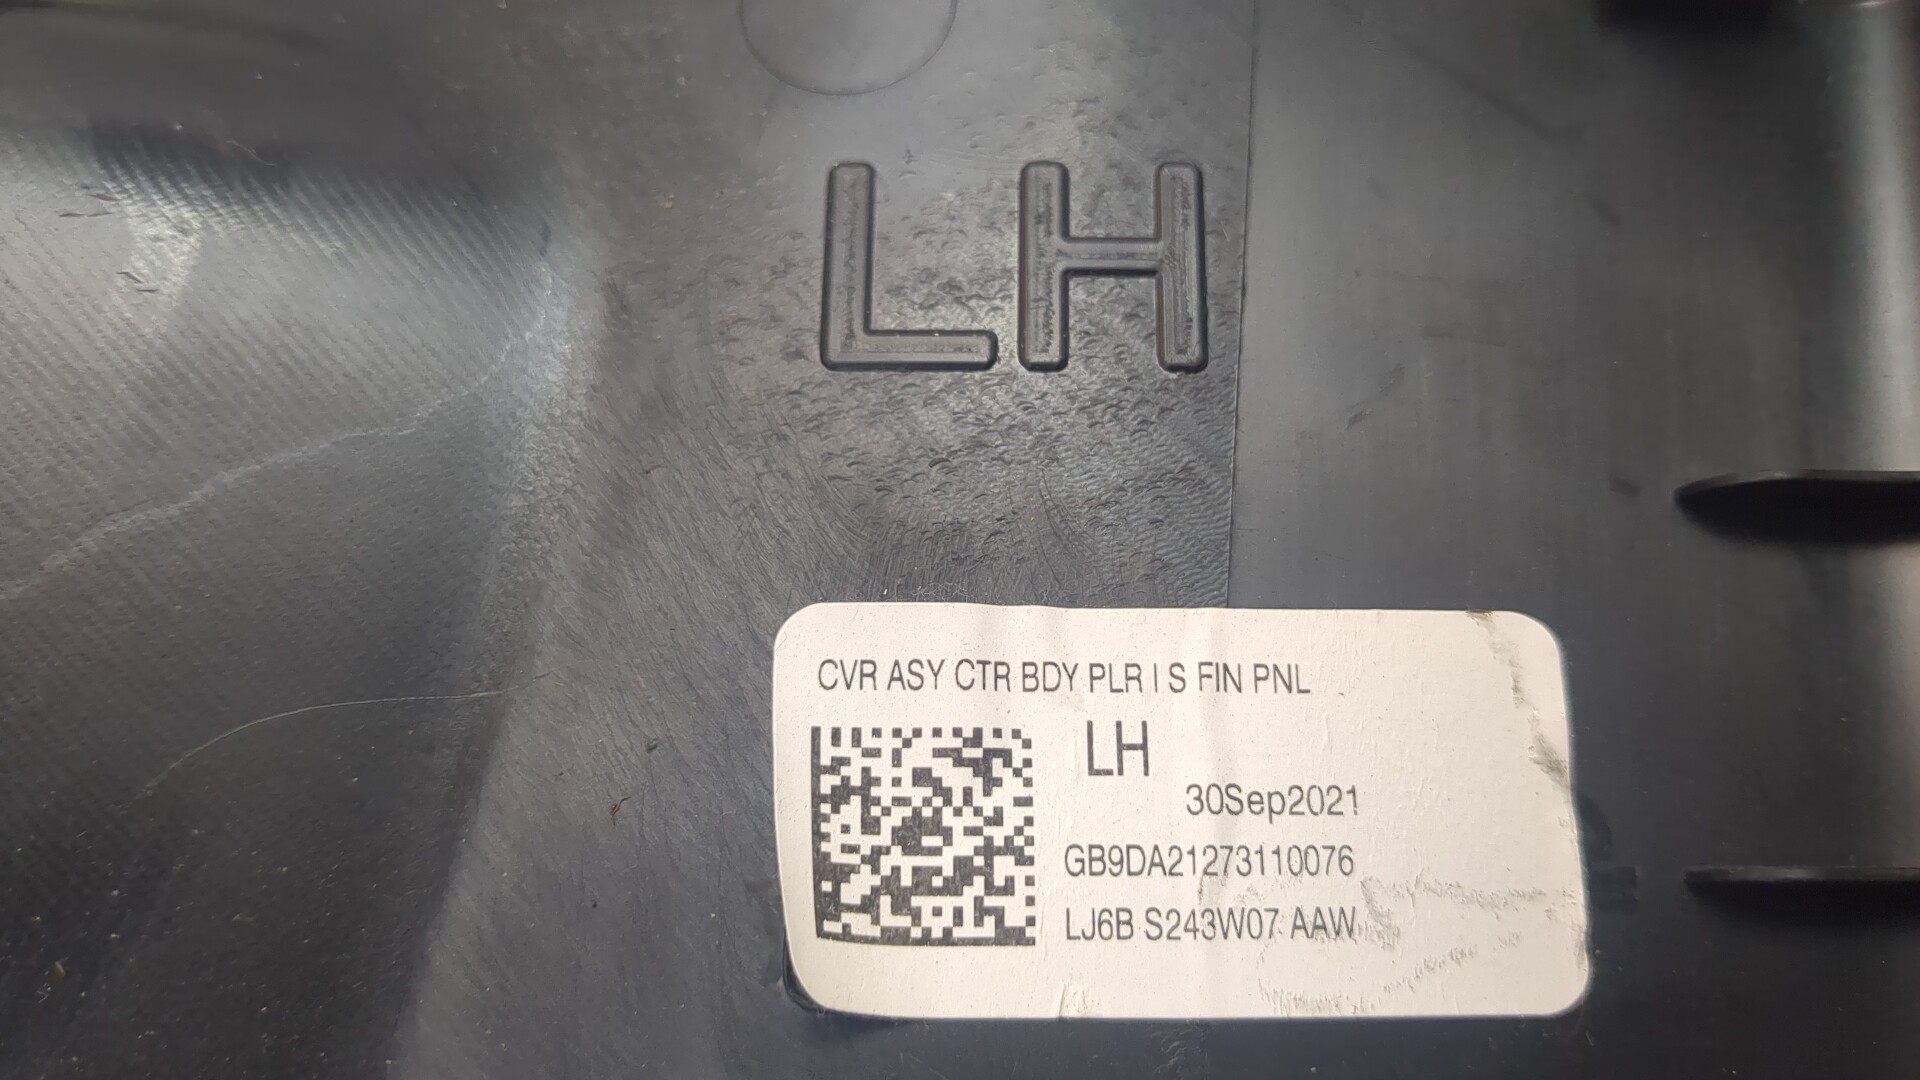 LH
CVR ASY CTR BDY PLR I S FIN PNL
LH
30Sep2021
GB9DA21273110076
LJ6B S243W07 AAW